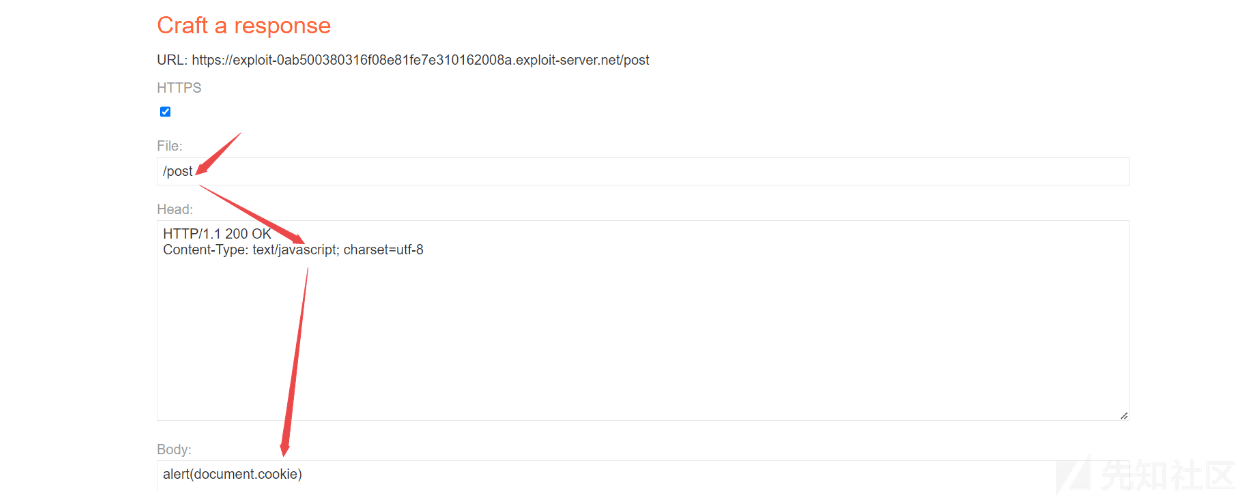 Craft a response
URL: https://exploit-0ab500380316f08e81fe7e310162008a.exploit-server.net/post
HTTPS
File:
/post
Head:
HTTP/1.1 200 OK
Content-Type: text/javascript; charset=utf-8
Body:
alert(document.cookie)
先知社区